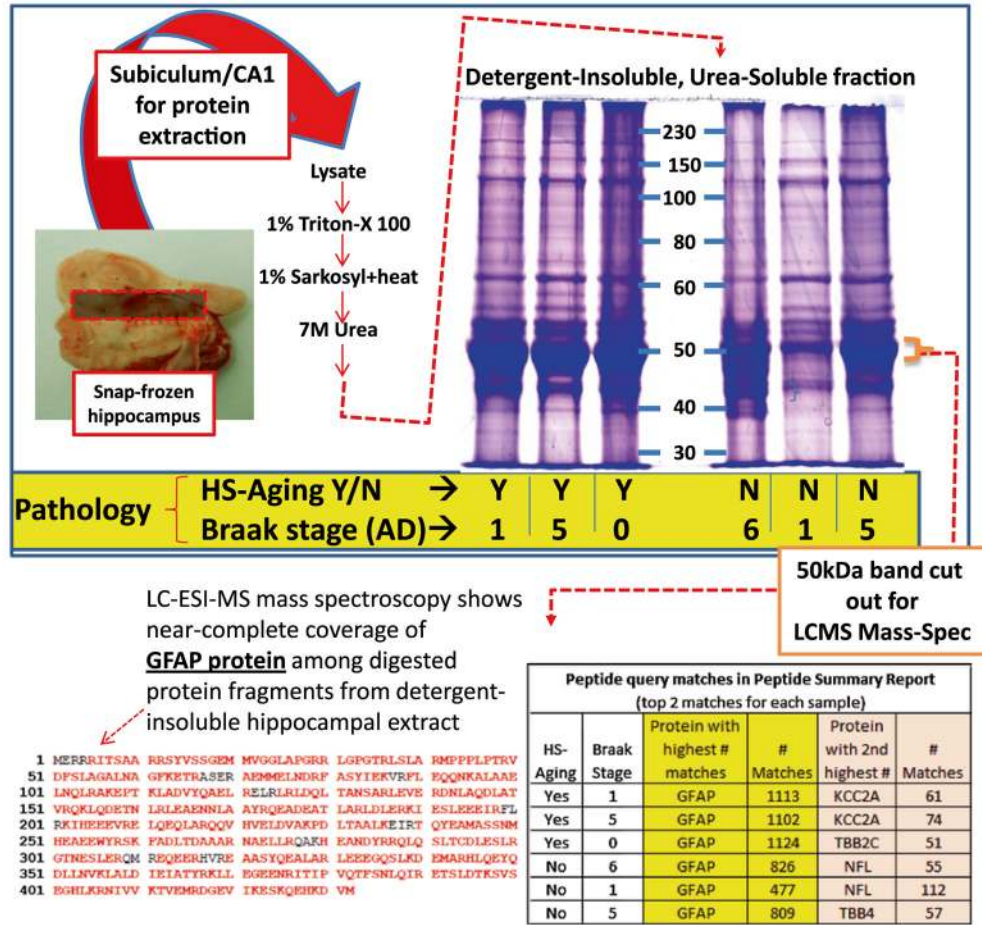 Subiculum/CA1
for protein
extraction
Snap-frozen
hippocampus
Lysate
1% Triton-X 100
1% Sarkosyl+heat
7M Urea
Detergent-Insoluble, Urea-Soluble fraction
230
150
100
80
60
50
40
30
Pathology
HS-Aging Y/N → Y Y Y N N N
Braak stage (AD)→ 1 5 0 6 1 5
50kDa band cut
out for
LCMS Mass-Spec
LC-ESI-MS mass spectroscopy shows
near-complete coverage of
GFAP protein among digested
protein fragments from detergent-
insoluble hippocampal extract
1 MERRRITSAA RRSYVSSGEM MVGGLAPGRR LGPGTRLSLA RMPPPLPTRV
51 DFSLAGALNA GFKETRASER AEMMELNDRF ASYIEKVRFL EQQNKALAAE
101 LNQLRAKEPT KLADVYQAEL RELRLRLDQL TANSARLEVE RDNLAQDLAT
151 VRQKLQDETN LRLEAENNLA AYRQEADEAT LARLDLERKI ESLEEEIRFL
201 RKIHEEEVRE LQEQLARQQV HVELDVAKPD LTAALKEIRT QYEAMASSNM
251 HEAEEWYRSK FADLTDAAAR NAELLRQAKH EANDYRRQLQ SLTCDLESLR
301 GTNESLERQM REQEERHVRE AASYQEALAR LEEEGQSLKD EMARHLQEYQ
351 DLLNVKLALD IEIATYRKLL EGEENRITIP VQTFSNLQIR ETSLDTKSVS
401 EGHLKRNIVV KTVEMRDGEV IKESKQEHKD VM
Peptide query matches in Peptide Summary Report
(top 2 matches for each sample)
HS-Aging Braak Stage Protein with highest # matches # Matches Protein with 2nd highest # # Matches
Yes 1 GFAP 1113 KCC2A 61
Yes 5 GFAP 1102 KCC2A 74
Yes 0 GFAP 1124 TBB2C 51
No 6 GFAP 826 NFL 55
No 1 GFAP 477 NFL 112
No 5 GFAP 809 TBB4 57